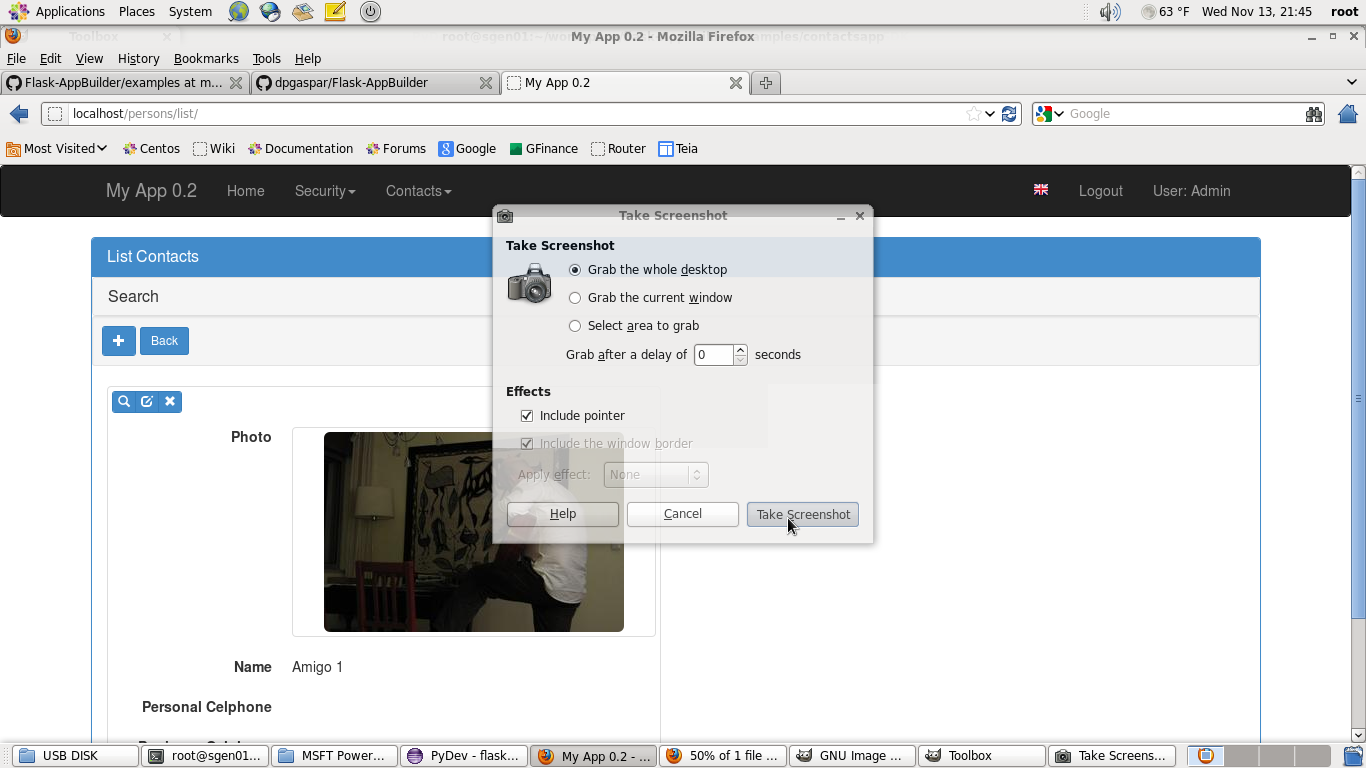 Applications Places System 63 °F Wed Nov 13, 21:45 root
Toolbox
My App 0.2 - Mozilla Firefox
File Edit View History Bookmarks Tools Help
Flask-AppBuilder/examples at m... dpgaspar/Flask-AppBuilder My App 0.2
localhost/persons/list/ Google
Most Visited Centos Wiki Documentation Forums Google GFinance Router Teia
My App 0.2 Home Security Contacts Logout User: Admin
Take Screenshot
List Contacts
Search
Back
Take Screenshot
Grab the whole desktop
Grab the current window
Select area to grab
Grab after a delay of 0 seconds
Effects
Include pointer
Include the window border
Apply effect: None
Help Cancel Take Screenshot
Photo
Name Amigo 1
Personal Celphone
USB DISK root@sgen01... MSFT Power... PyDev - flask... My App 0.2 - ... 50% of 1 file ... GNU Image ... Toolbox Take Screens...